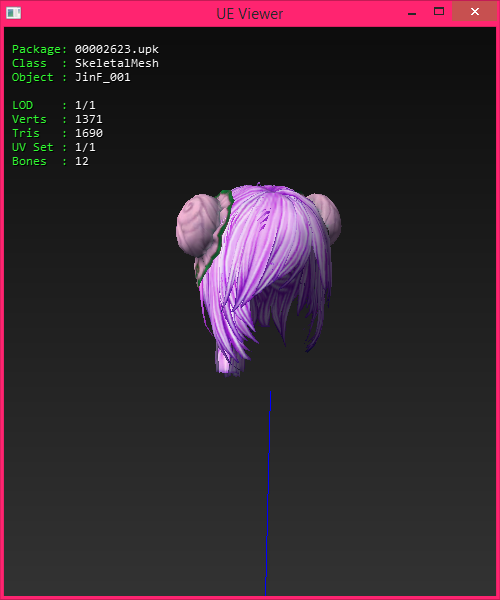 UE Viewer
Package: 00002623.upk
Class : SkeletalMesh
Object : JinF_001
LOD : 1/1
Verts : 1371
Tris : 1690
UV Set : 1/1
Bones : 12